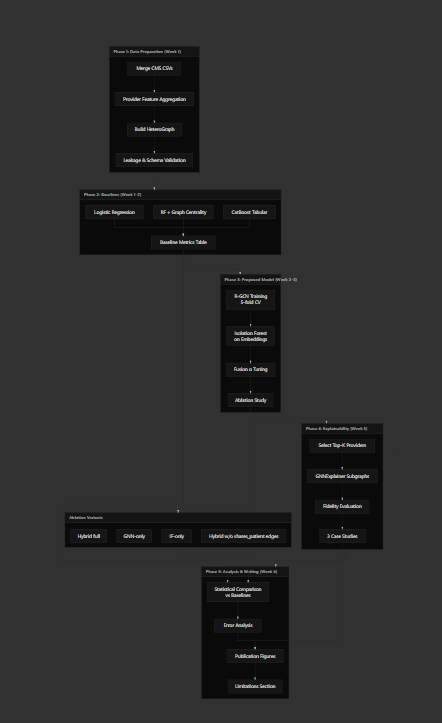 Phase 1: Data Preparation (Week 1)
Merge CMS CSVs
Provider Feature Aggregation
Build HeteroGraph
Leakage & Schema Validation
Phase 2: Baselines (Week 1-2)
Logistic Regression
RF + Graph Centrality
CatBoost Tabular
Baseline Metrics Table
Phase 3: Proposed Model (Week 2-3)
R-GCN Training
5-fold CV
Isolation Forest
on Embeddings
Fusion α Tuning
Ablation Study
Phase 4: Explainability (Week 5)
Select Top-K Providers
GNNExplainer Subgraphs
Fidelity Evaluation
3 Case Studies
Ablation Variants
Hybrid full
GNN-only
IF-only
Hybrid w/o shares_patient edges
Phase 5: Analysis & Writing (Week 6)
Statistical Comparison
vs Baselines
Error Analysis
Publication Figures
Limitations Section